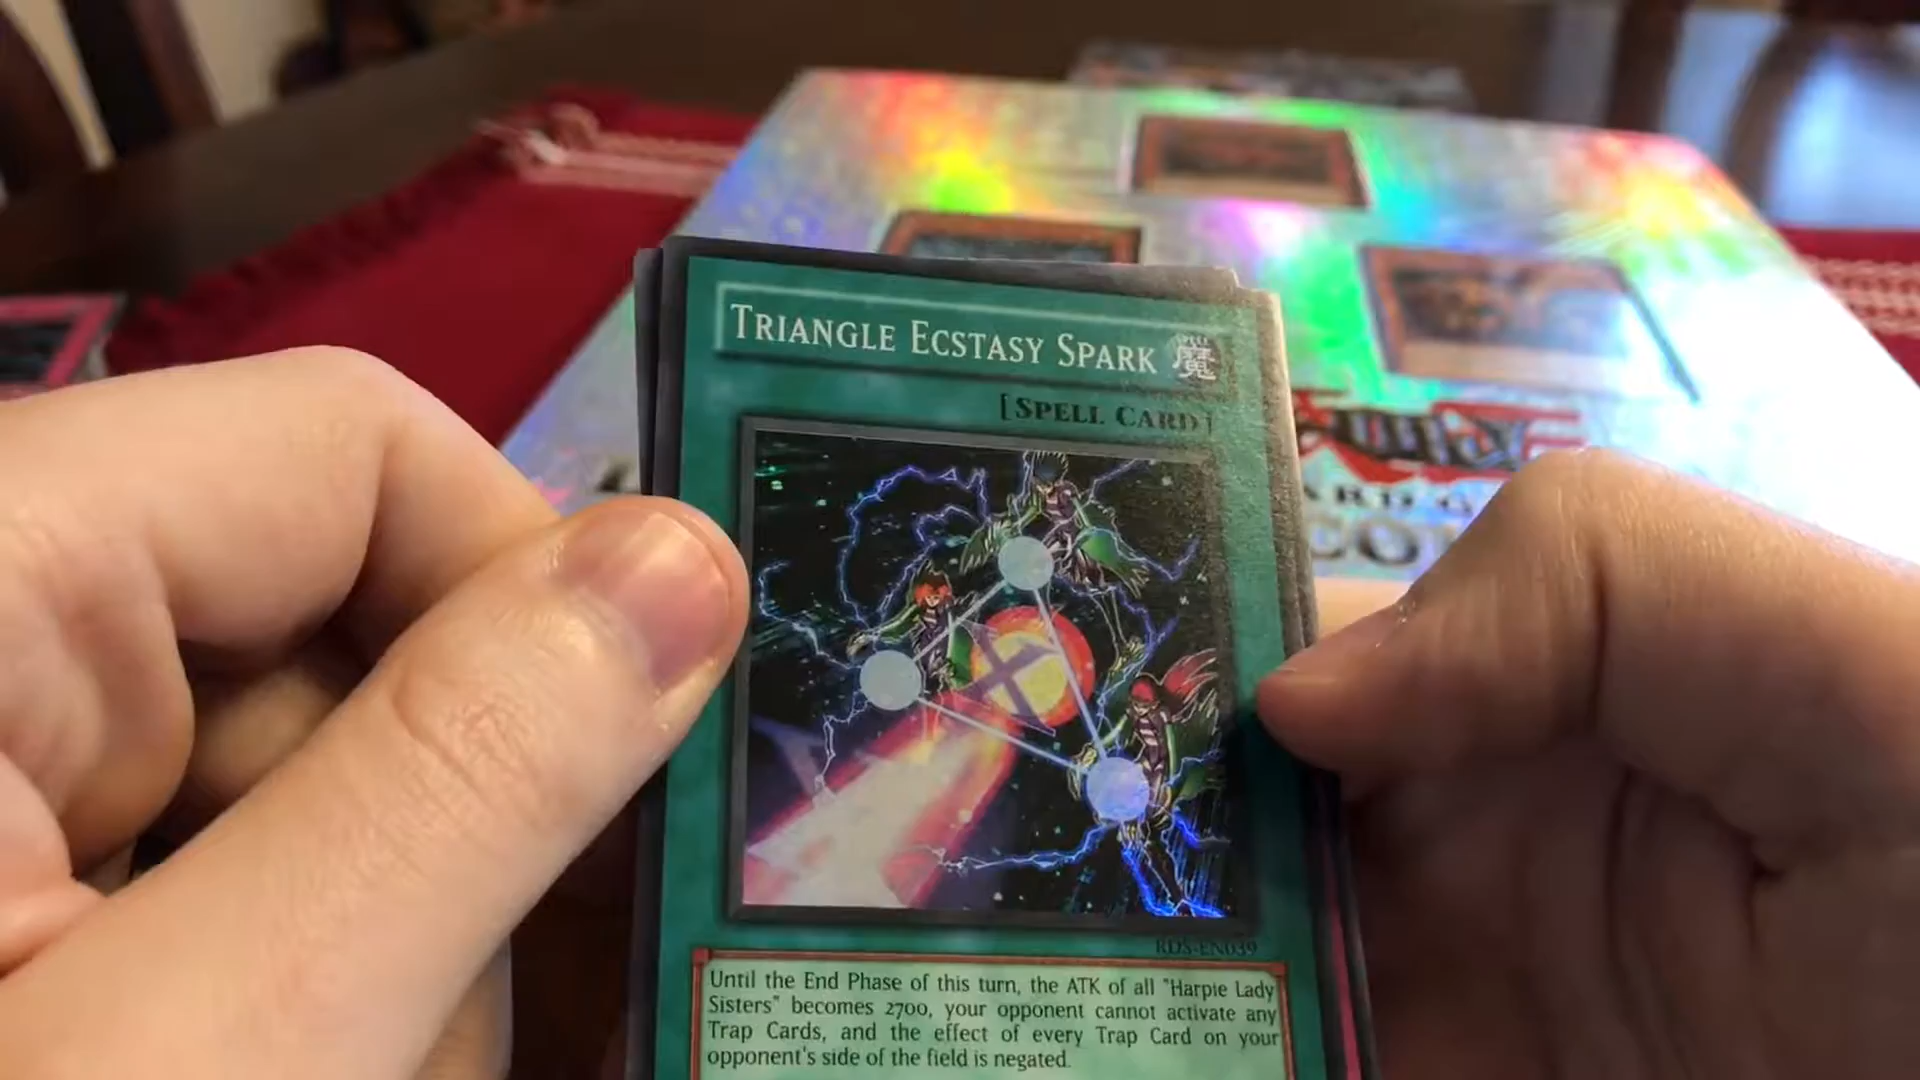 TRIANGLE ECSTASY SPARK 魔
[SPELL CARD]
RDS-EN039
Until the End Phase of this turn, the ATK of all "Harpie Lady
Sisters" becomes 2700, your opponent cannot activate any
Trap Cards, and the effect of every Trap Card on your
opponent's side of the field is negated.